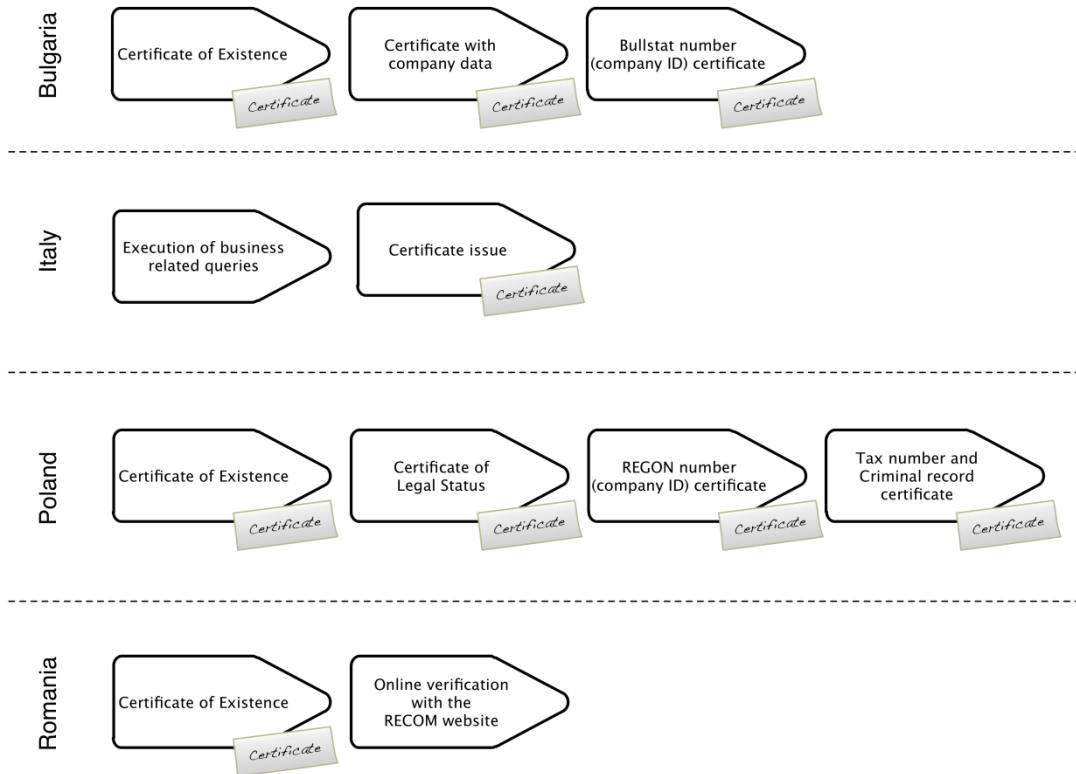 Bulgaria
Certificate of Existence
Certificate
Certificate with
company data
Certificate
Bullstat number
(company ID) certificate
Certificate
Italy
Execution of business
related queries
Certificate issue
Certificate
Poland
Certificate of Existence
Certificate
Certificate of
Legal Status
Certificate
REGON number
(company ID) certificate
Certificate
Tax number and
Criminal record
certificate
Certificate
Romania
Certificate of Existence
Certificate
Online verification
with the
RECOM website